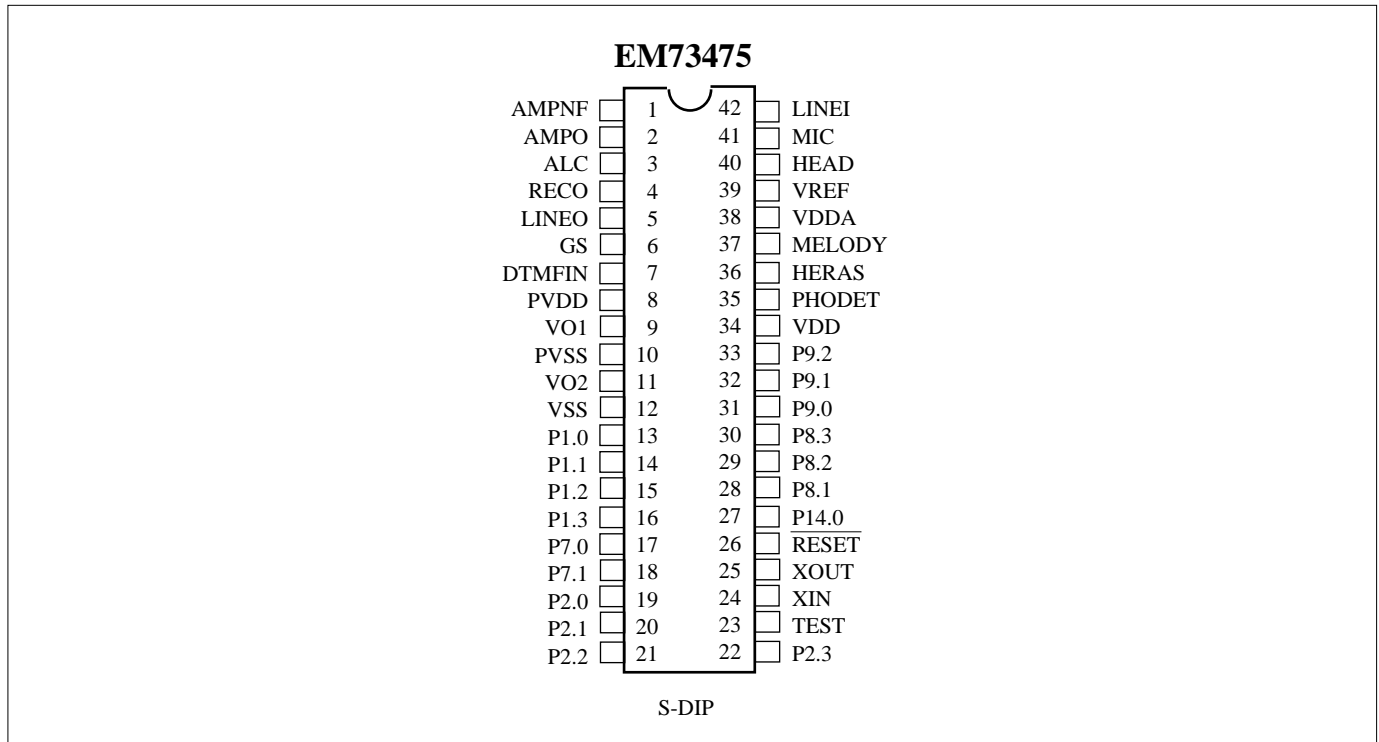 EM73475
AMPNF 1 42 LINEI
AMPO 2 41 MIC
ALC 3 40 HEAD
RECO 4 39 VREF
LINEO 5 38 VDDA
GS 6 37 MELODY
DTMFIN 7 36 HERAS
PVDD 8 35 PHODET
VO1 9 34 VDD
PVSS 10 33 P9.2
VO2 11 32 P9.1
VSS 12 31 P9.0
P1.0 13 30 P8.3
P1.1 14 29 P8.2
P1.2 15 28 P8.1
P1.3 16 27 P14.0
P7.0 17 26 RESET
P7.1 18 25 XOUT
P2.0 19 24 XIN
P2.1 20 23 TEST
P2.2 21 22 P2.3
S-DIP